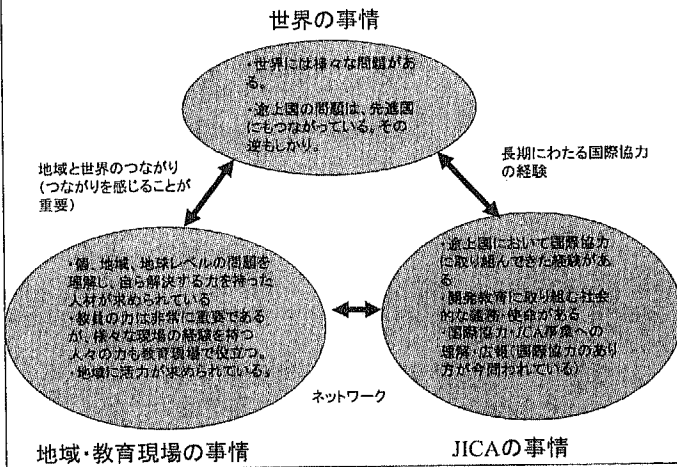 世界の事情
・世界には様々な問題があ
る。
・途上国の問題は、先進国
にもつながっている。その
逆もしかり。
地域と世界のつながり
(つながりを感じることが
重要)
長期にわたる国際協力
の経験
・個、地域、地球レベルの問題を
理解し、自ら解決する力を持った
人材が求められている
・教員の力は非常に重要である
が、様々な現場の経験を持つ
人々の力も教育現場で役立つ。
・地域に活力が求められている。
・途上国において国際協力
に取り組んできた経験があ
る
・開発教育に取り組む社会
的な義務・使命がある
・国際協力・JICA事業への
理解・広報（国際協力のあり
方が今問われている）
ネットワーク
地域・教育現場の事情
JICAの事情